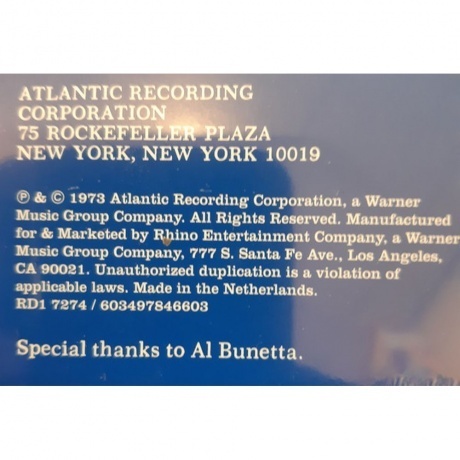 ATLANTIC RECORDING
CORPORATION
75 ROCKEFELLER PLAZA
NEW YORK, NEW YORK 10019
℗ & © 1973 Atlantic Recording Corporation, a Warner
Music Group Company. All Rights Reserved. Manufactured
for & Marketed by Rhino Entertainment Company, a Warner
Music Group Company, 777 S. Santa Fe Ave., Los Angeles,
CA 90021. Unauthorized duplication is a violation of
applicable laws. Made in the Netherlands.
RD1 7274 / 603497846603
Special thanks to Al Bunetta.